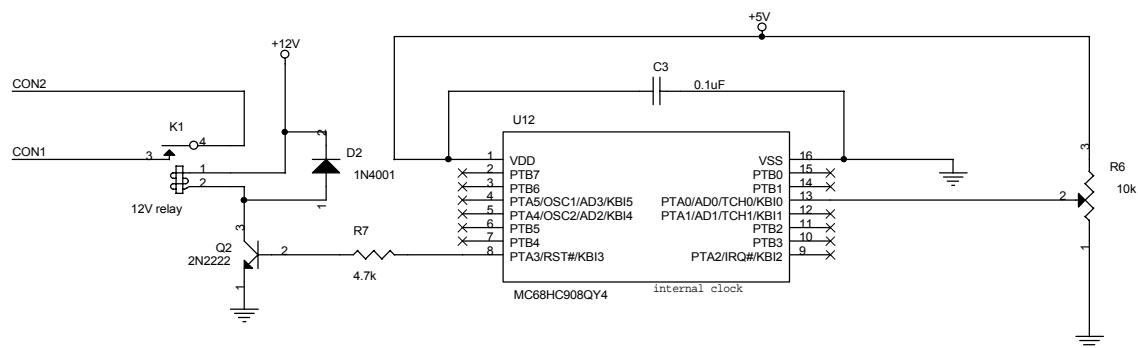 +5V
+12V
C3
0.1uF
CON2
U12
K1
4
2
CON1
3
D2
1N4001
1
2
1
12V relay
1 VDD
2 PTB7
3 PTB6
4 PTA5/OSC1/AD3/KBI5
5 PTA4/OSC2/AD2/KBI4
6 PTB5
7 PTB4
8 PTA3/RST#/KBI3
VSS 16
PTB0 15
PTB1 14
PTA0/AD0/TCH0/KBI0 13
PTA1/AD1/TCH1/KBI1 12
PTB2 11
PTB3 10
PTA2/IRQ#/KBI2 9
MC68HC908QY4
internal clock
3
R6
10k
2
1
Q2
2N2222
3
2
1
R7
4.7k